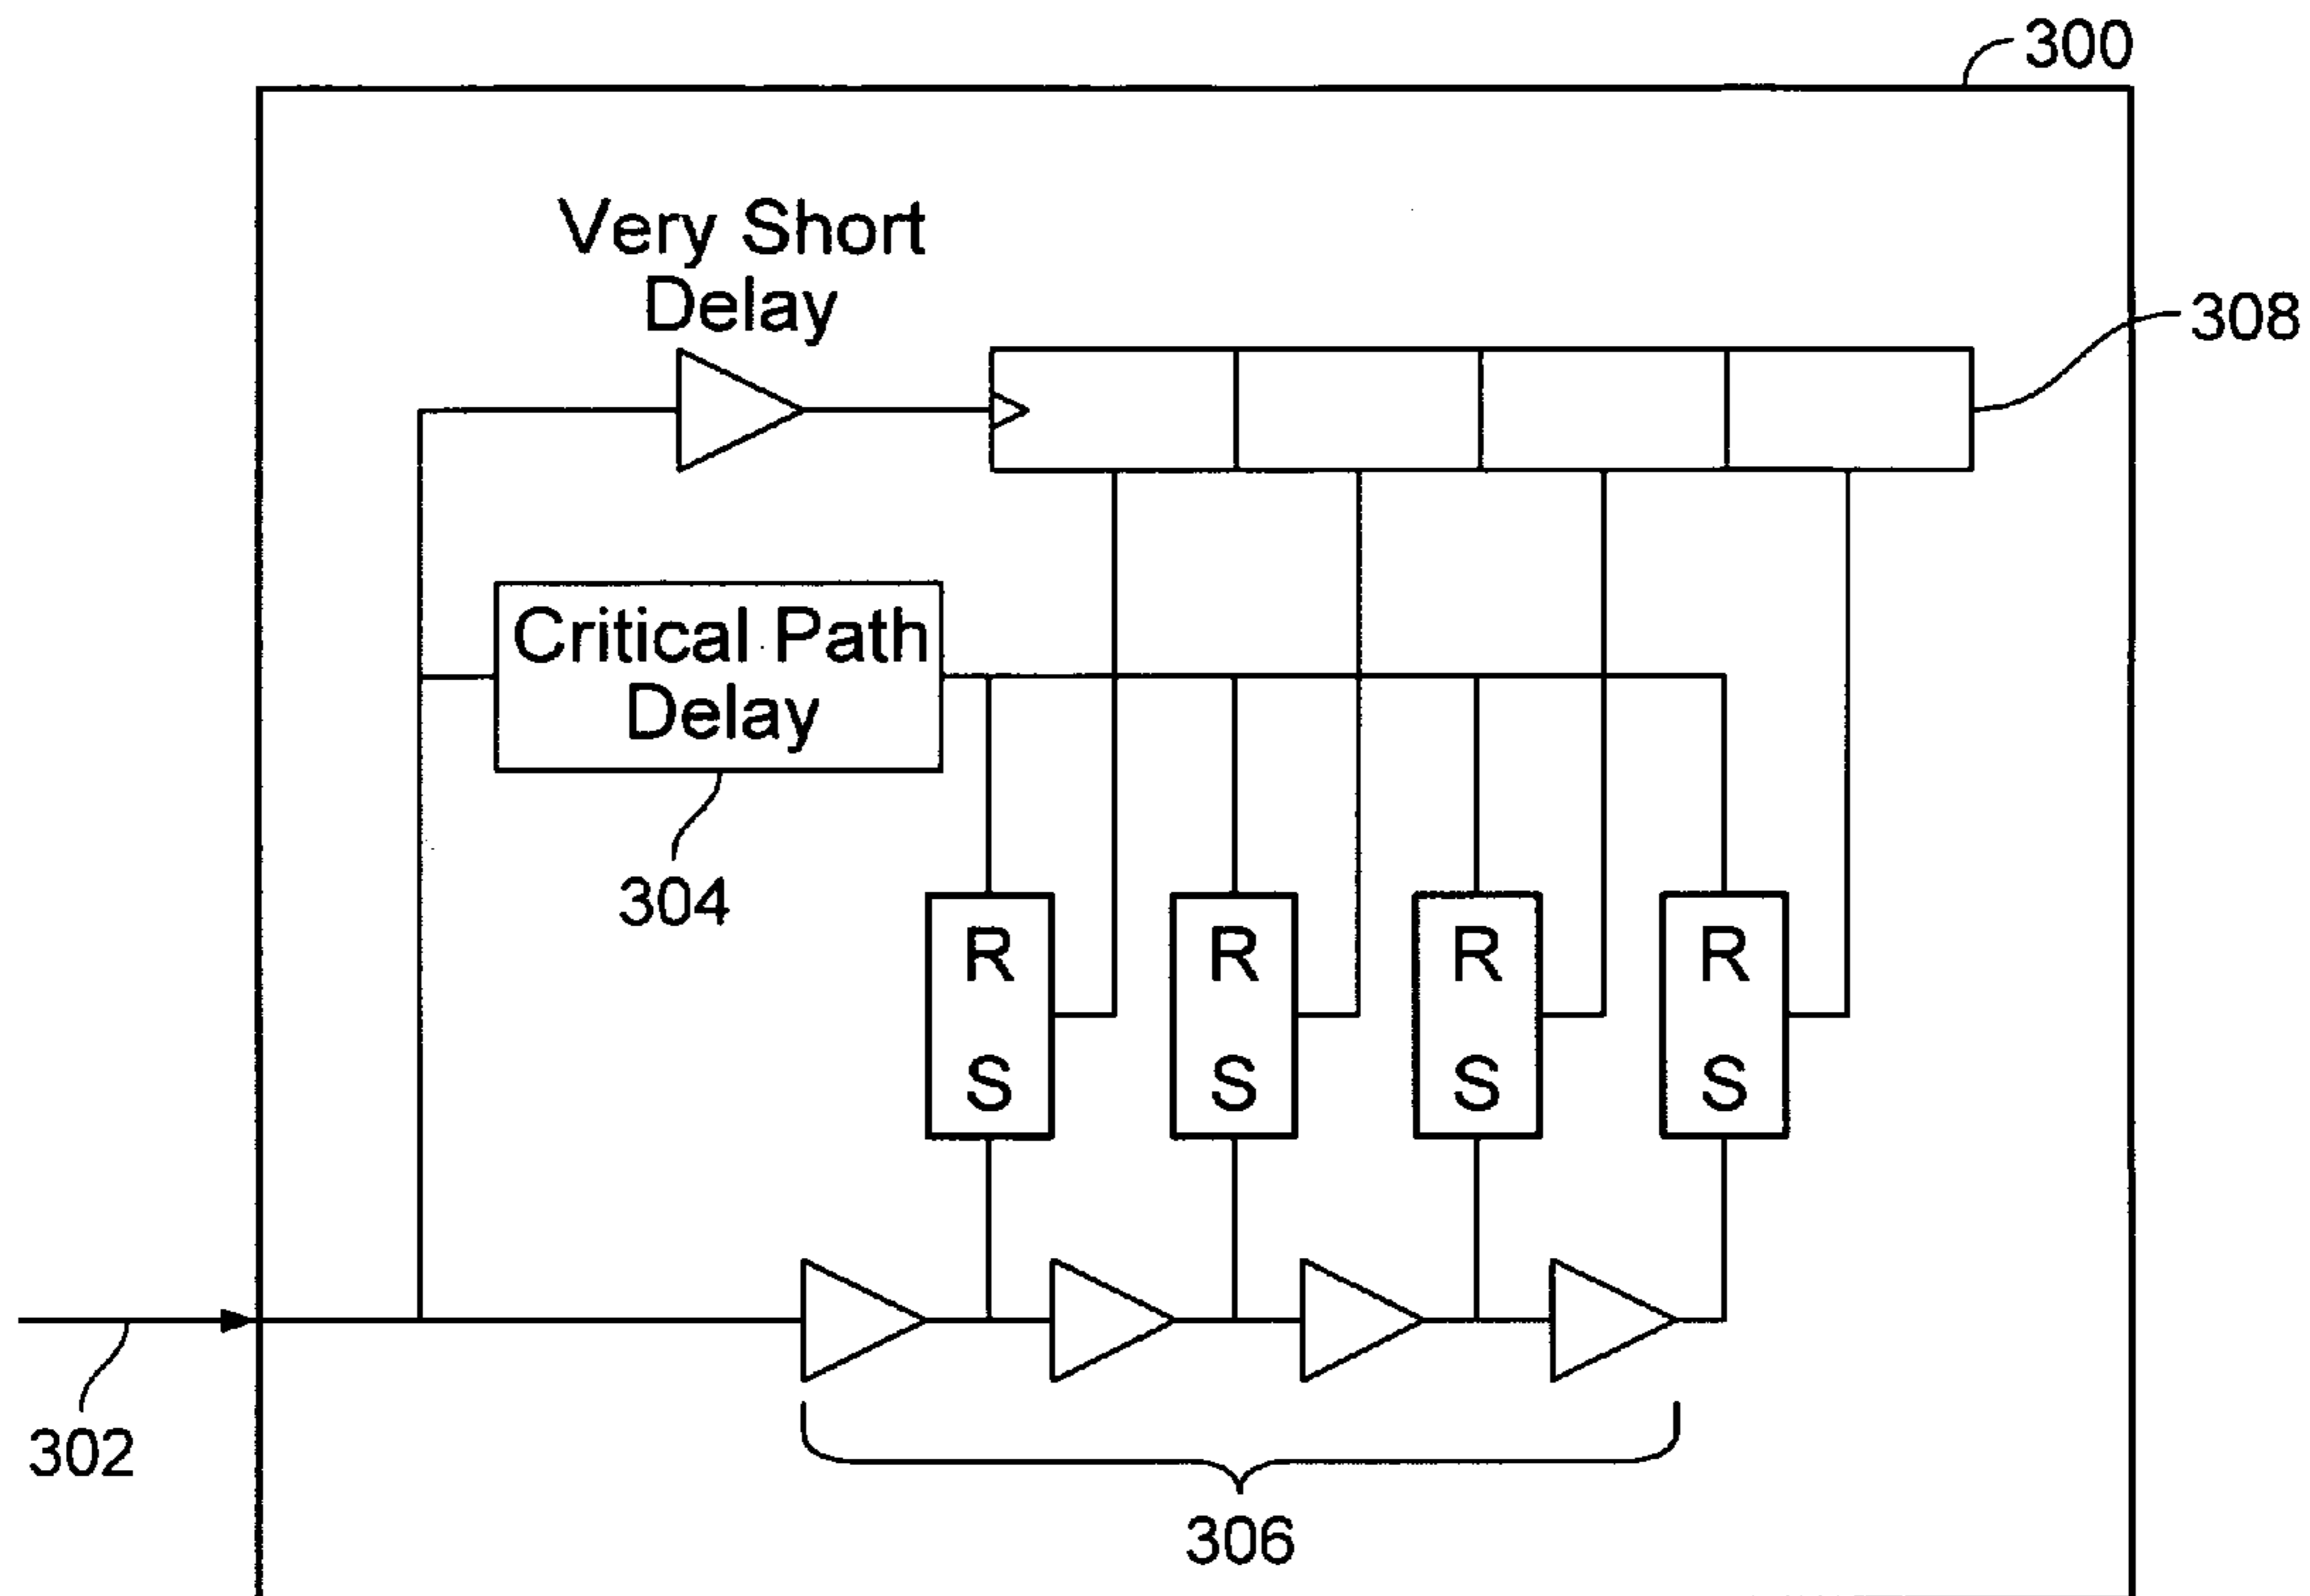 300
Very Short
Delay
308
Critical Path
Delay
304
R R R R
S S S S
302
306